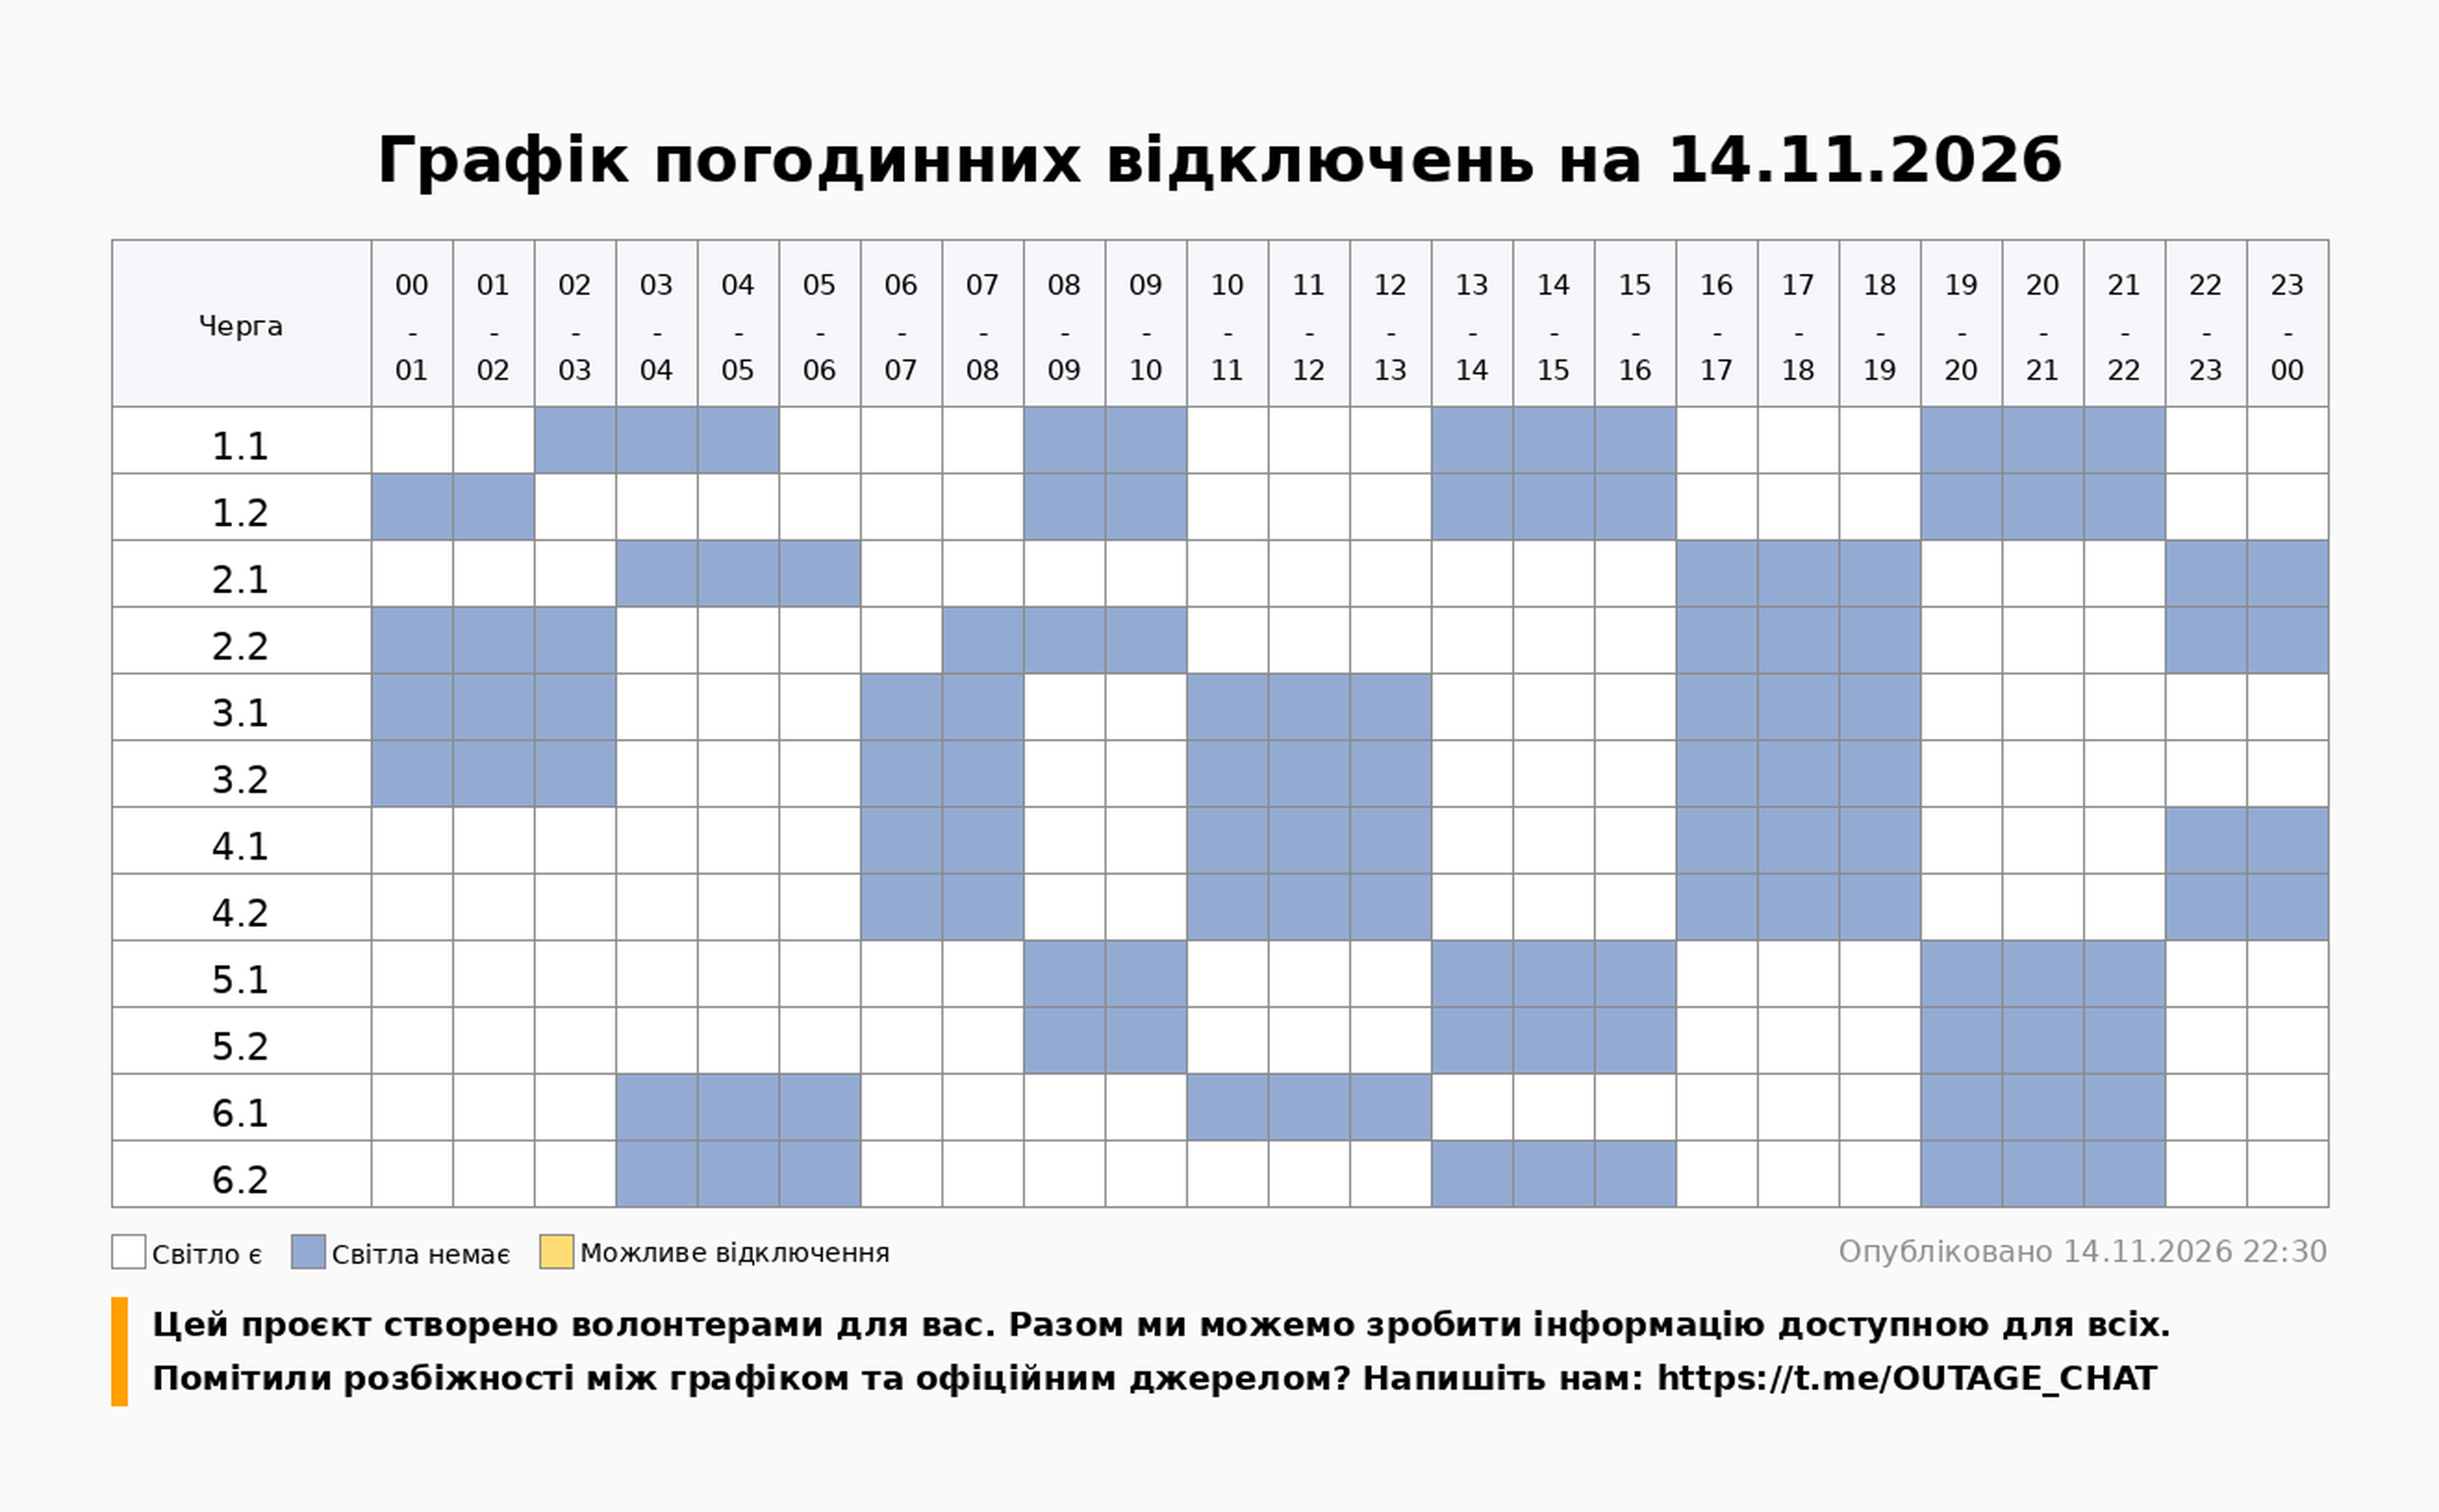 Графік погодинних відключень на 14.11.2026
Черга 00 - 01 01 - 02 02 - 03 03 - 04 04 - 05 05 - 06 06 - 07 07 - 08 08 - 09 09 - 10 10 - 11 11 - 12 12 - 13 13 - 14 14 - 15 15 - 16 16 - 17 17 - 18 18 - 19 19 - 20 20 - 21 21 - 22 22 - 23 23 - 00
1.1
1.2
2.1
2.2
3.1
3.2
4.1
4.2
5.1
5.2
6.1
6.2
Світло є Світла немає Можливе відключення Опубліковано 14.11.2026 22:30
Цей проєкт створено волонтерами для вас. Разом ми можемо зробити інформацію доступною для всіх.
Помітили розбіжності між графіком та офіційним джерелом? Напишіть нам: https://t.me/OUTAGE_CHAT